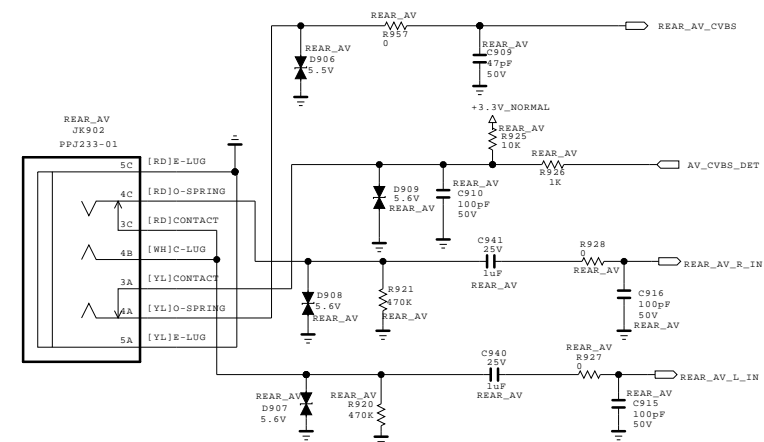 REAR_AV
R957
0
REAR_AV_CVBS
REAR_AV
D906
5.5V
REAR_AV
C909
47pF
50V
+3.3V_NORMAL
REAR_AV
R925
10K
REAR_AV
R926
1K
AV_CVBS_DET
REAR_AV
JK902
PPJ233-01
5C
[RD]E-LUG
4C
[RD]O-SPRING
3C
[RD]CONTACT
4B
[WH]C-LUG
3A
[YL]CONTACT
4A
[YL]O-SPRING
5A
[YL]E-LUG
D909
5.6V
REAR_AV
REAR_AV
C910
100pF
50V
C941
25V
1uF
REAR_AV
R928
0
REAR_AV
REAR_AV_R_IN
D908
5.6V
REAR_AV
R921
470K
REAR_AV
C916
100pF
50V
REAR_AV
C940
25V
1uF
REAR_AV
REAR_AV
R927
0
REAR_AV_L_IN
REAR_AV
D907
5.6V
REAR_AV
R920
470K
REAR_AV
C915
100pF
50V